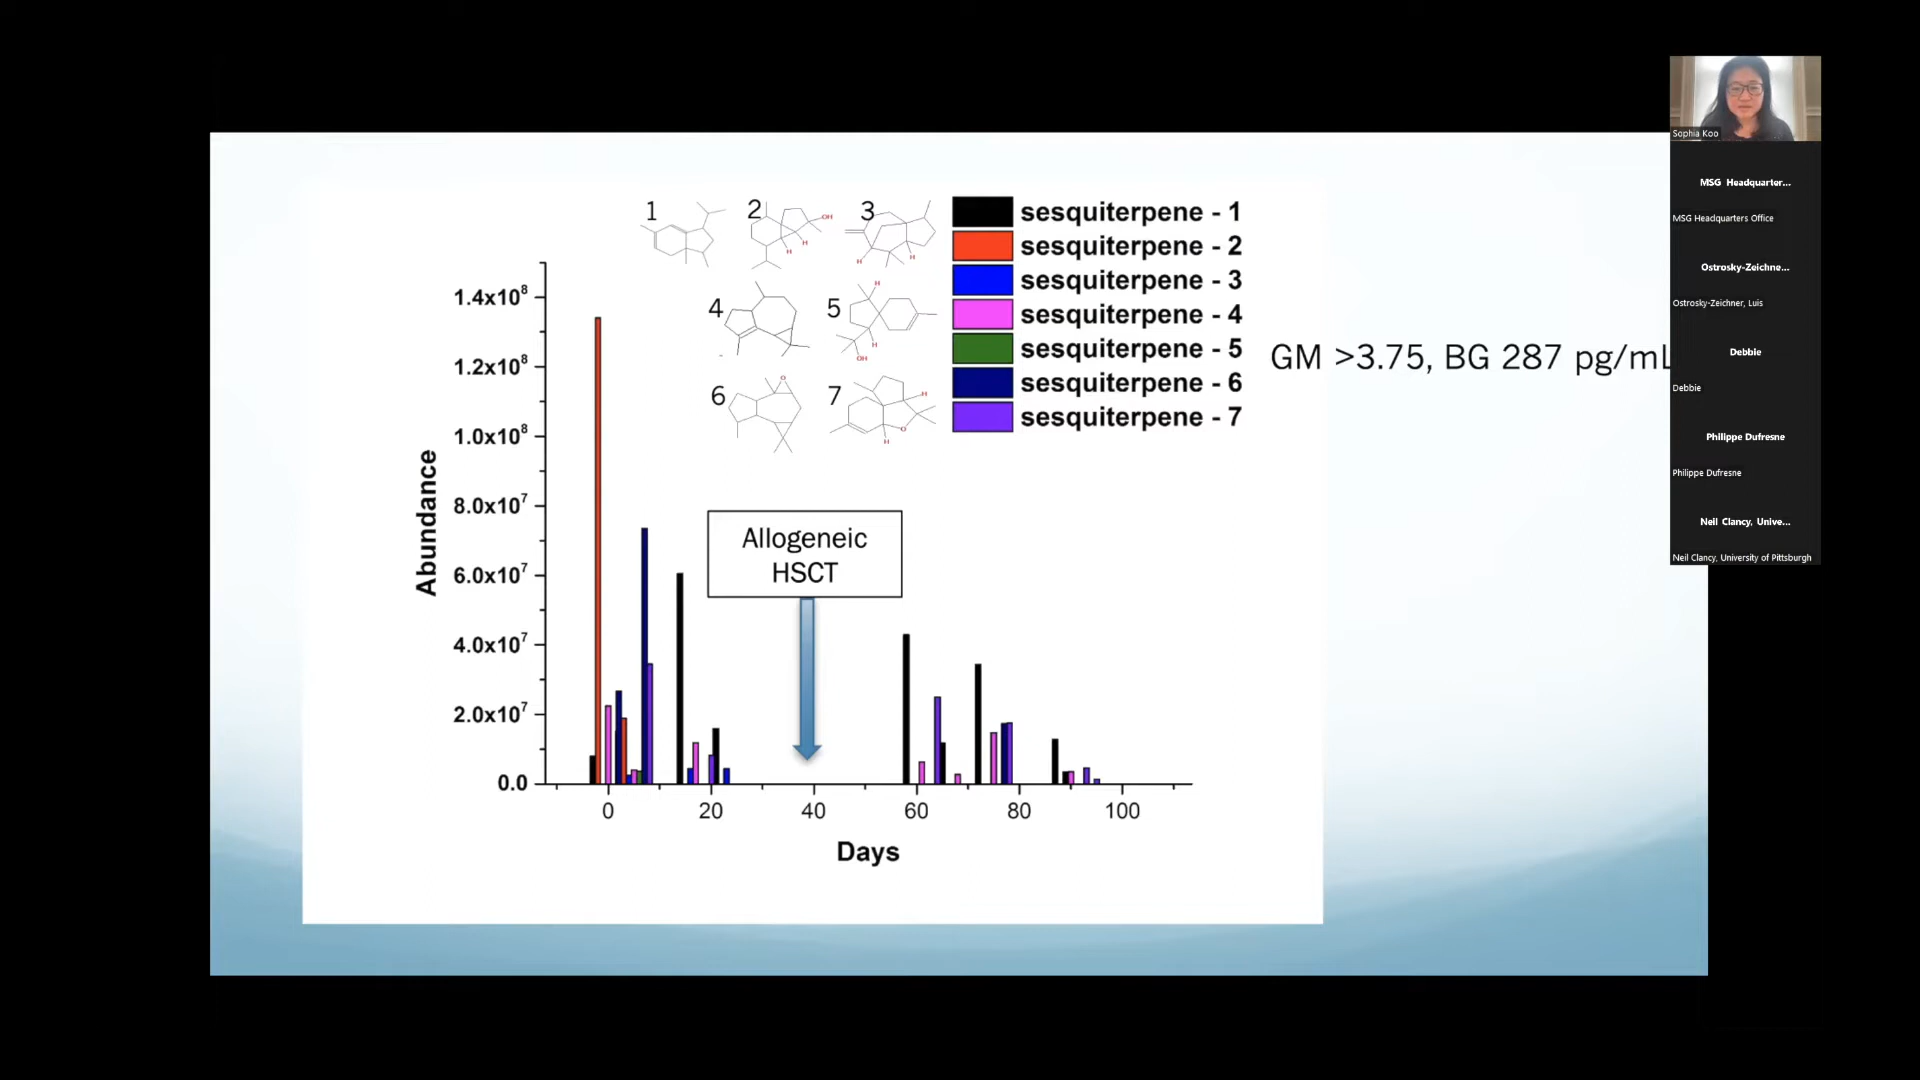 1
2
3
4
5
6
7
OH
H
H
H
H
H
H
OH
O
H
O
H
sesquiterpene - 1
sesquiterpene - 2
sesquiterpene - 3
sesquiterpene - 4
sesquiterpene - 5
sesquiterpene - 6
sesquiterpene - 7
GM >3.75, BG 287 pg/mL
Abundance
1.4x10⁸
1.2x10⁸
1.0x10⁸
8.0x10⁷
6.0x10⁷
4.0x10⁷
2.0x10⁷
0.0
Allogeneic
HSCT
0 20 40 60 80 100
Days
Sophia Koo
MSG Headquarter...
MSG Headquarters Office
Ostrosky-Zeichne...
Ostrosky-Zeichner, Luis
Debbie
Debbie
Philippe Dufresne
Philippe Dufresne
Neil Clancy, Unive...
Neil Clancy, University of Pittsburgh